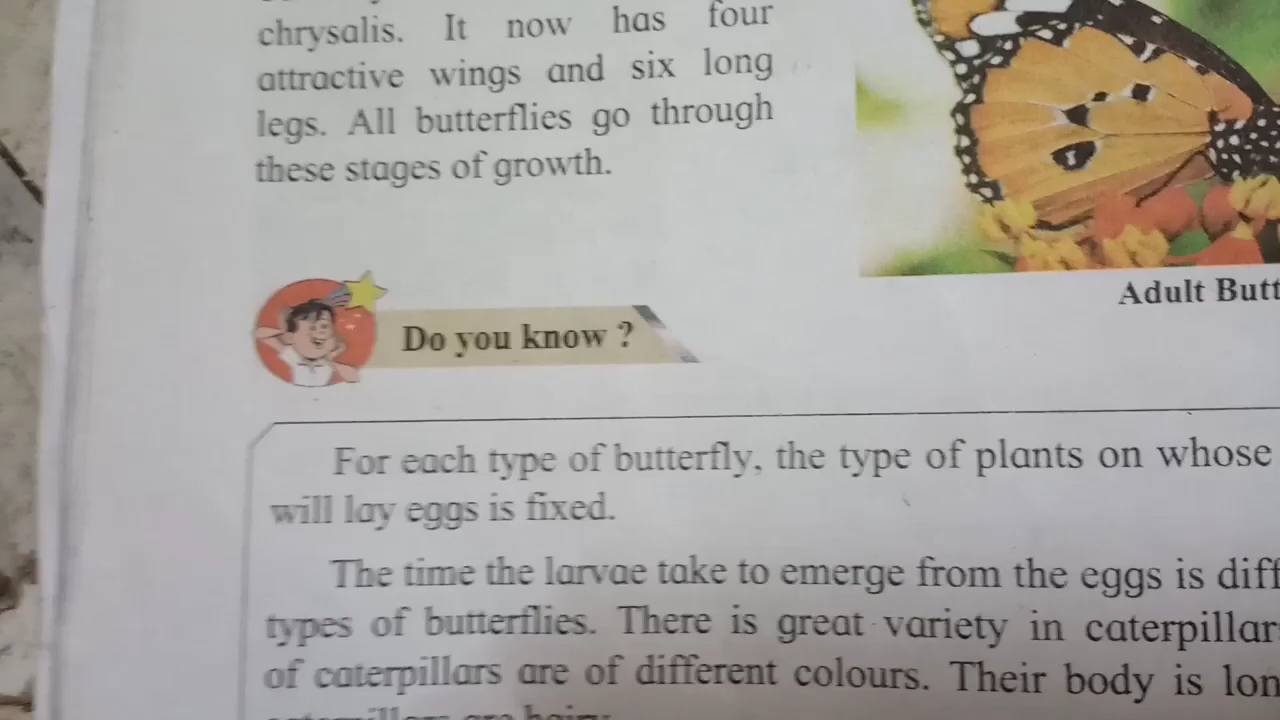 chrysalis. It now has four
attractive wings and six long
legs. All butterflies go through
these stages of growth.
Adult Butt
Do you know ?
For each type of butterfly, the type of plants on whose
will lay eggs is fixed.
The time the larvae take to emerge from the eggs is diff
types of butterflies. There is great variety in caterpillar
of caterpillars are of different colours. Their body is lon